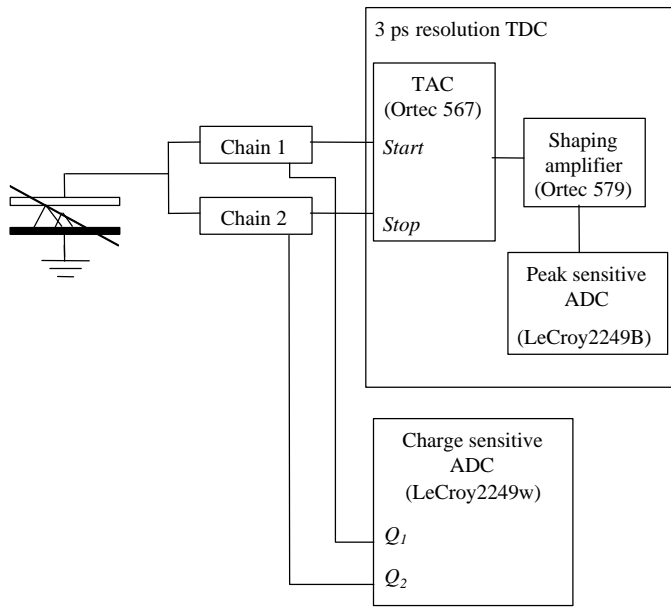 3 ps resolution TDC
TAC
(Ortec 567)
Start
Stop
Chain 1
Chain 2
Shaping
amplifier
(Ortec 579)
Peak sensitive
ADC
(LeCroy2249B)
Charge sensitive
ADC
(LeCroy2249w)
Q1
Q2